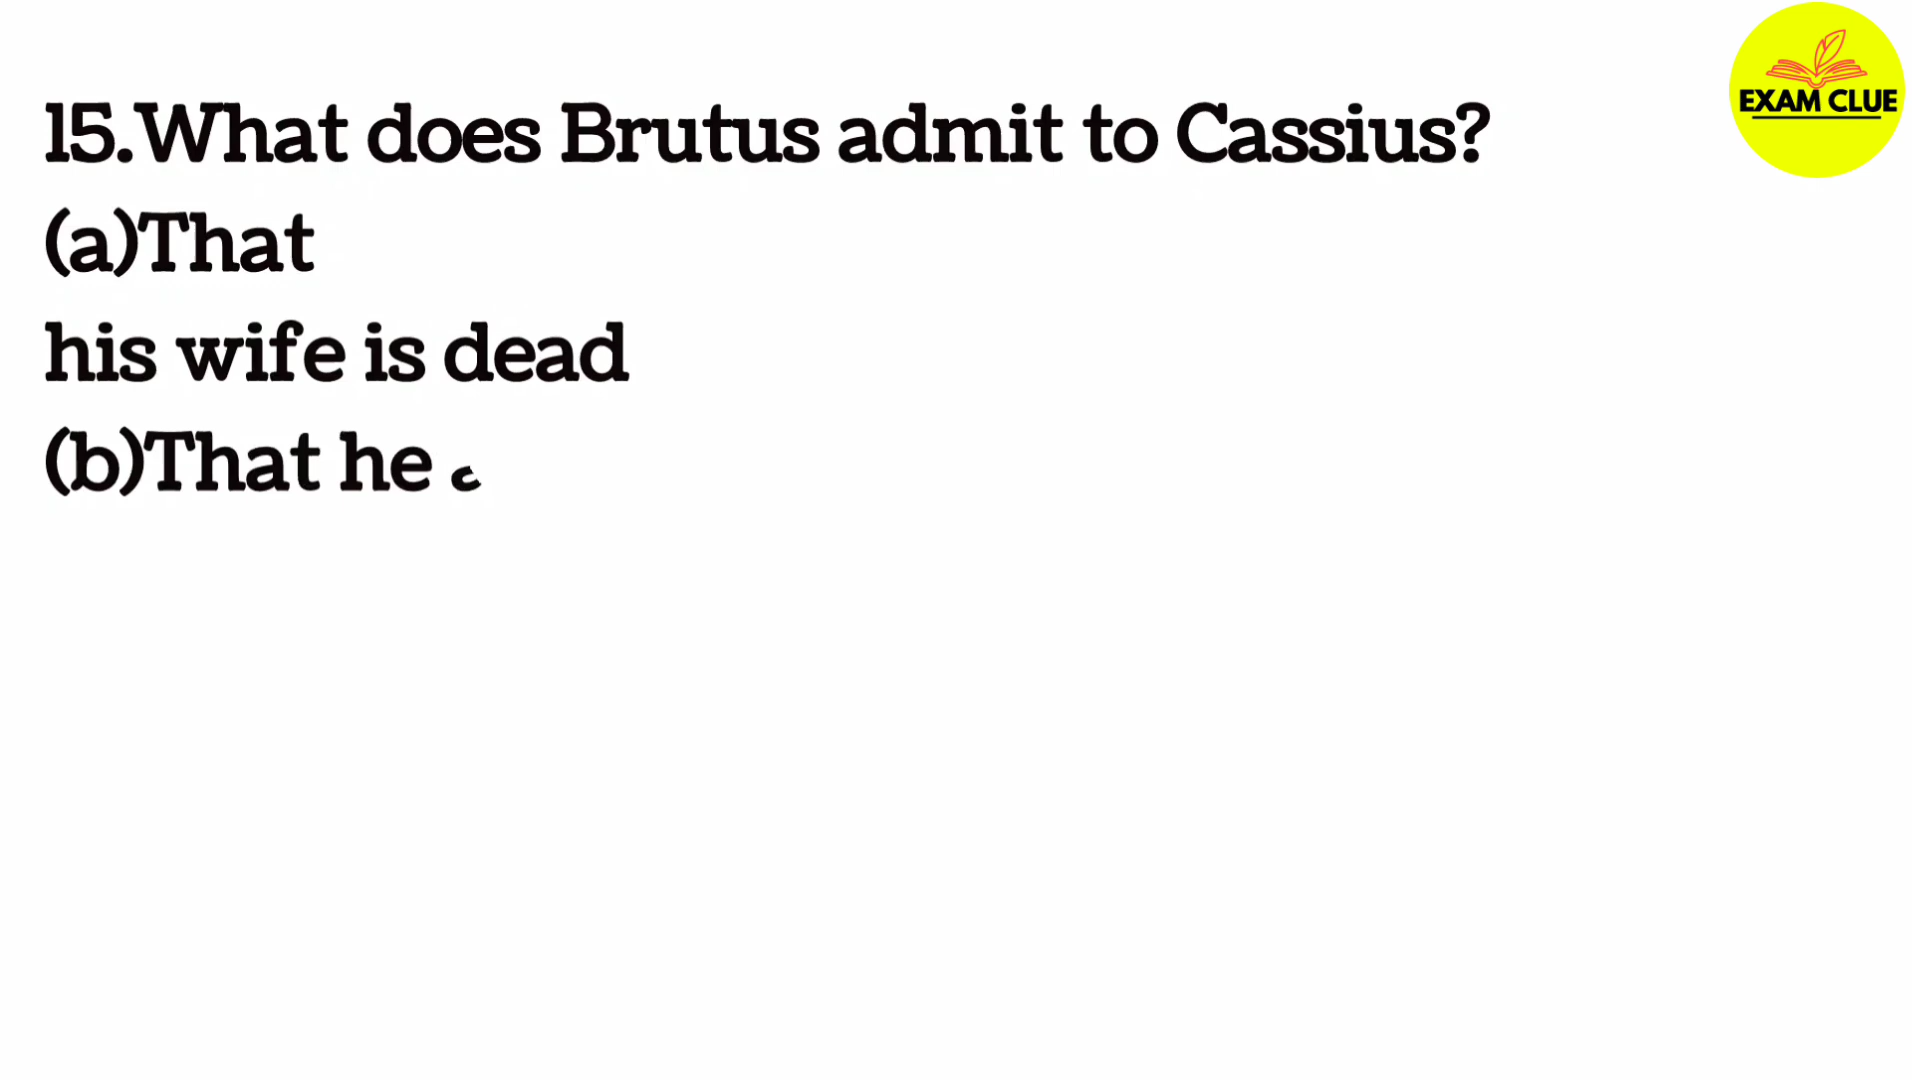 15.What does Brutus admit to Cassius?
(a)That
his wife is dead
(b)That he
EXAM CLUE